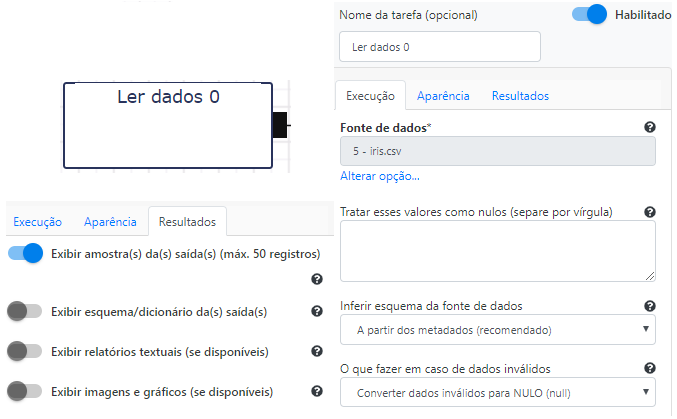 Ler dados 0
Execução Aparência Resultados
Exibir amostra(s) da(s) saída(s) (máx. 50 registros)
Exibir esquema/dicionário da(s) saída(s)
Exibir relatórios textuais (se disponíveis)
Exibir imagens e gráficos (se disponíveis)
Nome da tarefa (opcional) Habilitado
Ler dados 0
Execução Aparência Resultados
Fonte de dados*
5 - iris.csv
Alterar opção...
Tratar esses valores como nulos (separe por vírgula)
Inferir esquema da fonte de dados
A partir dos metadados (recomendado)
O que fazer em caso de dados inválidos
Converter dados inválidos para NULO (null)